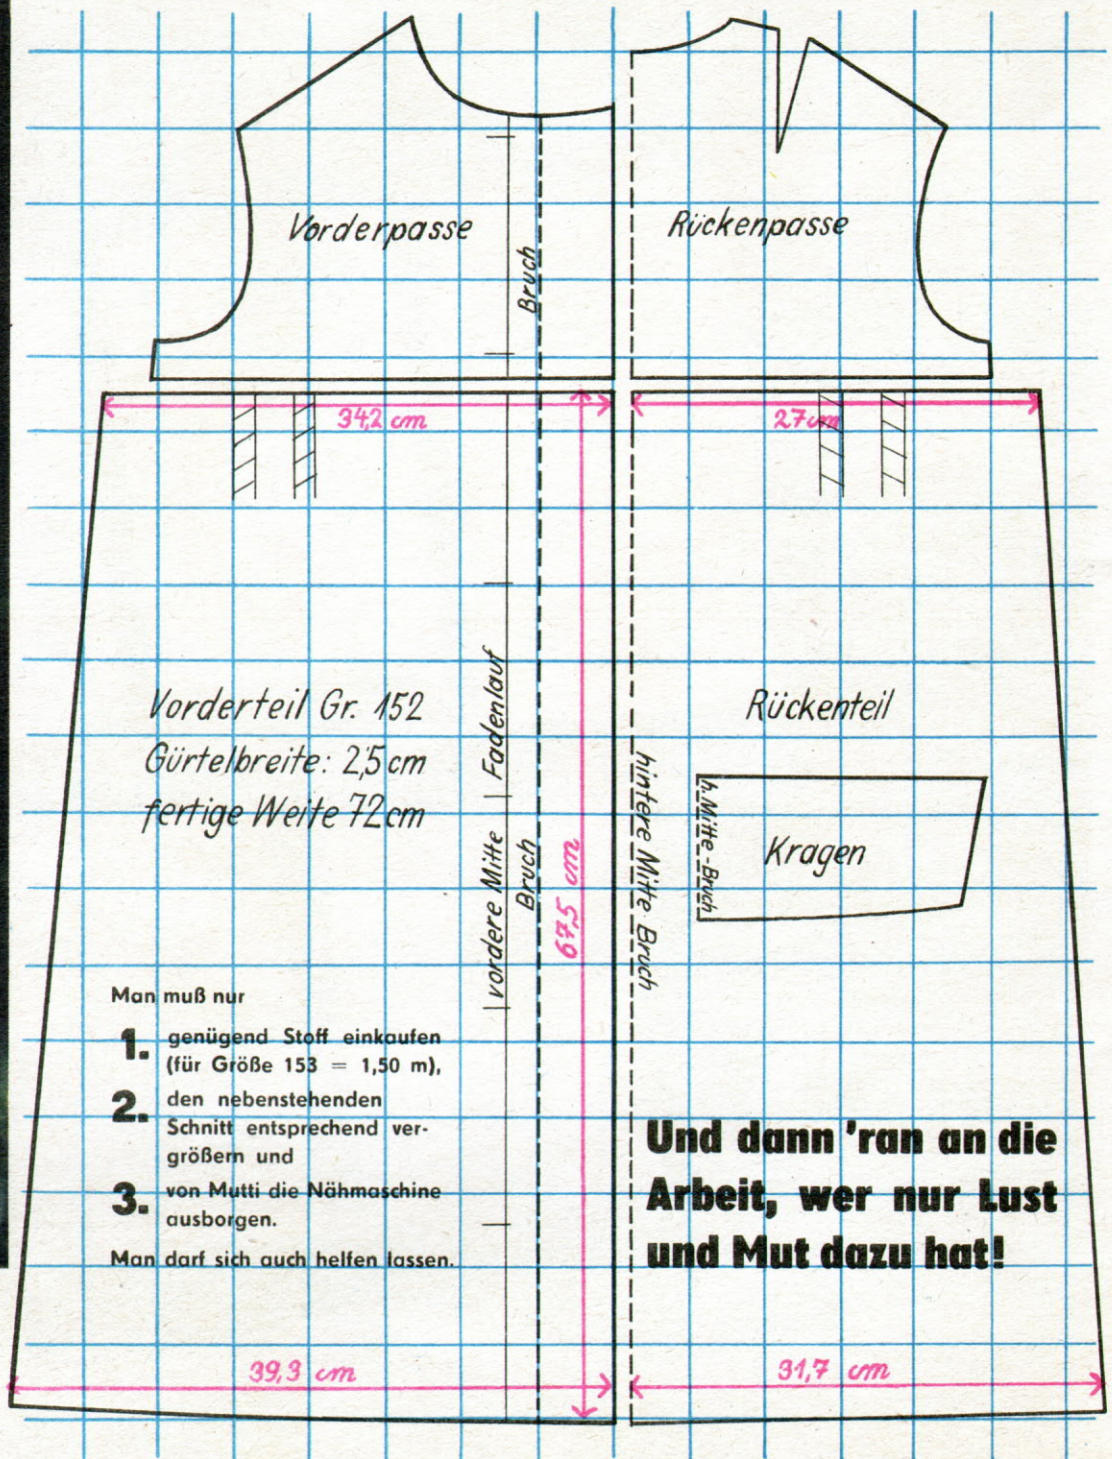 Vorderpasse
Bruch
Rückenpasse
34,2 cm
27 cm
Vorderteil Gr. 152
Gürtelbreite: 2,5 cm
fertige Weite 72 cm
vordere Mitte
Fadenlauf
Bruch
67,5 cm
hintere Mitte Bruch
Rückenteil
h. Mitte-Bruch
Kragen
Man muß nur
1. genügend Stoff einkaufen
(für Größe 153 = 1,50 m),
2. den nebenstehenden
Schnitt entsprechend ver-
größern und
3. von Mutti die Nähmaschine
ausborgen.
Man darf sich auch helfen lassen.
Und dann 'ran an die
Arbeit, wer nur Lust
und Mut dazu hat!
39,3 cm
31,7 cm